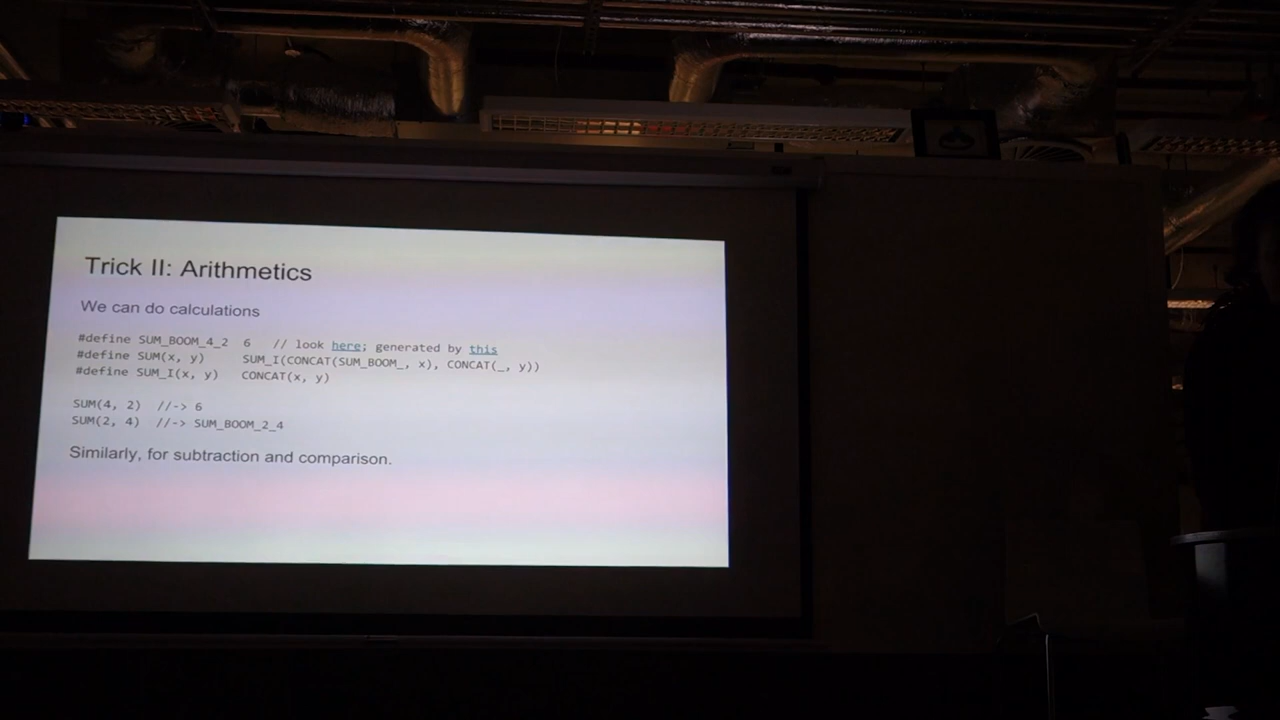 Trick II: Arithmetics
We can do calculations
#define SUM_BOOM_4_2 6 // look here; generated by this
#define SUM(x, y) SUM_I(CONCAT(SUM_BOOM_, x), CONCAT(_, y))
#define SUM_I(x, y) CONCAT(x, y)
SUM(4, 2) //-> 6
SUM(2, 4) //-> SUM_BOOM_2_4
Similarly, for subtraction and comparison.